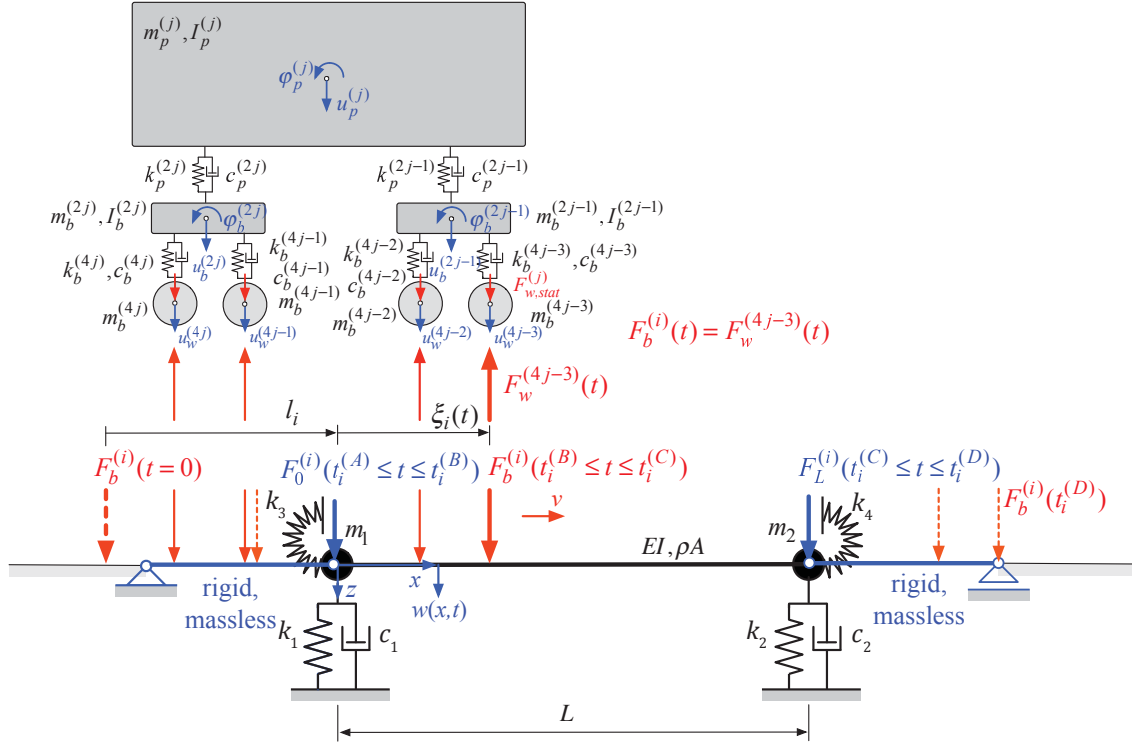 m_p^{(j)}, I_p^{(j)}
φ_p^{(j)}
u_p^{(j)}
k_p^{(2j)} c_p^{(2j)} k_p^{(2j−1)} c_p^{(2j−1)}
m_b^{(2j)}, I_b^{(2j)} φ_b^{(2j)} φ_b^{(2j−1)} m_b^{(2j−1)}, I_b^{(2j−1)}
k_b^{(4j)}, c_b^{(4j)} u_b^{(2j)} k_b^{(4j−1)} k_b^{(4j−2)} u_b^{(2j−1)} k_b^{(4j−3)}, c_b^{(4j−3)}
c_b^{(4j−1)} c_b^{(4j−2)} F_{w,stat}^{(j)}
m_b^{(4j)} m_b^{(4j−1)} m_b^{(4j−2)} m_b^{(4j−3)}
u_w^{(4j)} u_w^{(4j−1)} u_w^{(4j−2)} u_w^{(4j−3)}
F_b^{(i)}(t) = F_w^{(4j−3)}(t)
F_w^{(4j−3)}(t)
l_i ξ_i(t)
F_b^{(i)}(t = 0) F_0^{(i)}(t_i^{(A)} ≤ t ≤ t_i^{(B)}) F_b^{(i)}(t_i^{(B)} ≤ t ≤ t_i^{(C)}) F_L^{(i)}(t_i^{(C)} ≤ t ≤ t_i^{(D)})
k_3 v k_4 F_b^{(i)}(t_i^{(D)})
m_1 m_2
EI, ρA
rigid, x rigid,
massless z w(x,t) massless
k_1 c_1 k_2 c_2
L